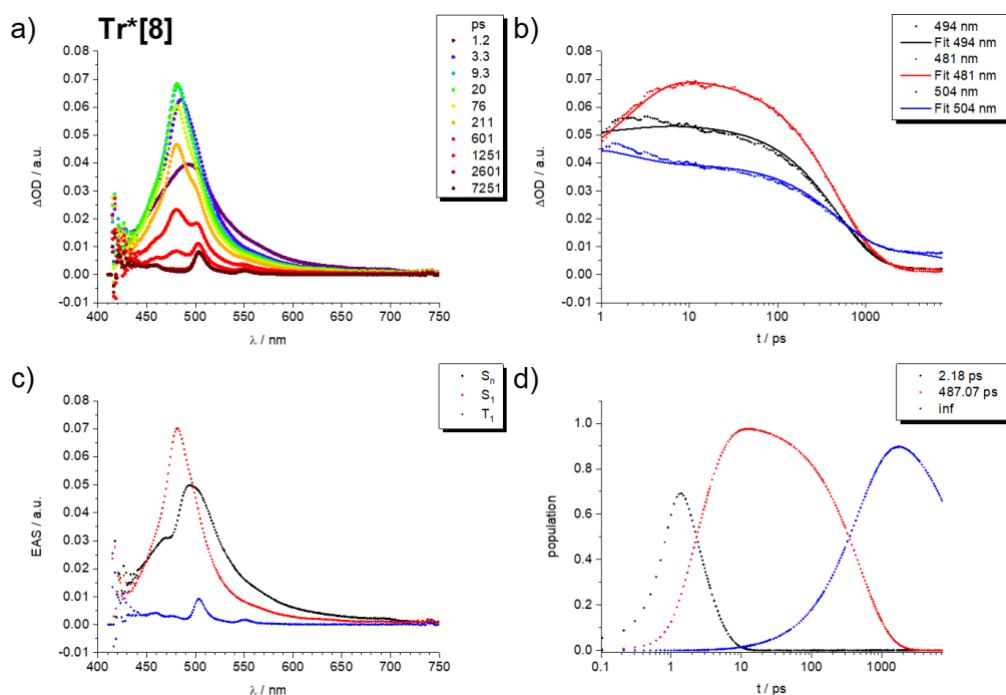 a)
Tr*[8]
ps
1.2
3.3
9.3
20
76
211
601
1251
2601
7251
0.08
0.07
0.06
0.05
0.04
0.03
0.02
0.01
0.00
-0.01
ΔOD / a.u.
400 450 500 550 600 650 700 750
λ / nm
b)
494 nm
Fit 494 nm
481 nm
Fit 481 nm
504 nm
Fit 504 nm
0.08
0.07
0.06
0.05
0.04
0.03
0.02
0.01
0.00
-0.01
ΔOD / a.u.
1 10 100 1000
t / ps
c)
Sn
S1
T1
0.08
0.07
0.06
0.05
0.04
0.03
0.02
0.01
0.00
-0.01
EAS / a.u.
400 450 500 550 600 650 700 750
λ / nm
d)
2.18 ps
487.07 ps
inf
1.0
0.8
0.6
0.4
0.2
0.0
population
0.1 1 10 100 1000
t / ps